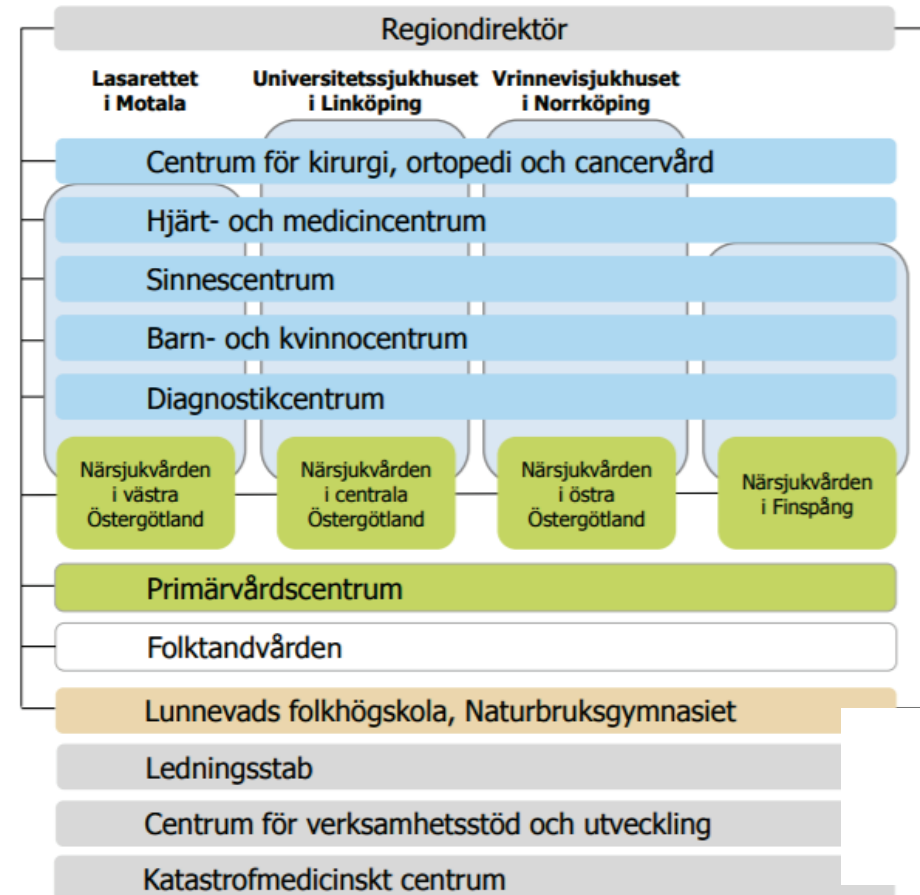 Regiondirektör
Lasarettet
i Motala
Universitetssjukhuset
i Linköping
Vrinnevisjukhuset
i Norrköping
Centrum för kirurgi, ortopedi och cancervård
Hjärt- och medicincentrum
Sinnescentrum
Barn- och kvinnocentrum
Diagnostikcentrum
Närsjukvården
i västra
Östergötland
Närsjukvården
i centrala
Östergötland
Närsjukvården
i östra
Östergötland
Närsjukvården
i Finspång
Primärvårdscentrum
Folktandvården
Lunnevads folkhögskola, Naturbruksgymnasiet
Ledningsstab
Centrum för verksamhetsstöd och utveckling
Katastrofmedicinskt centrum